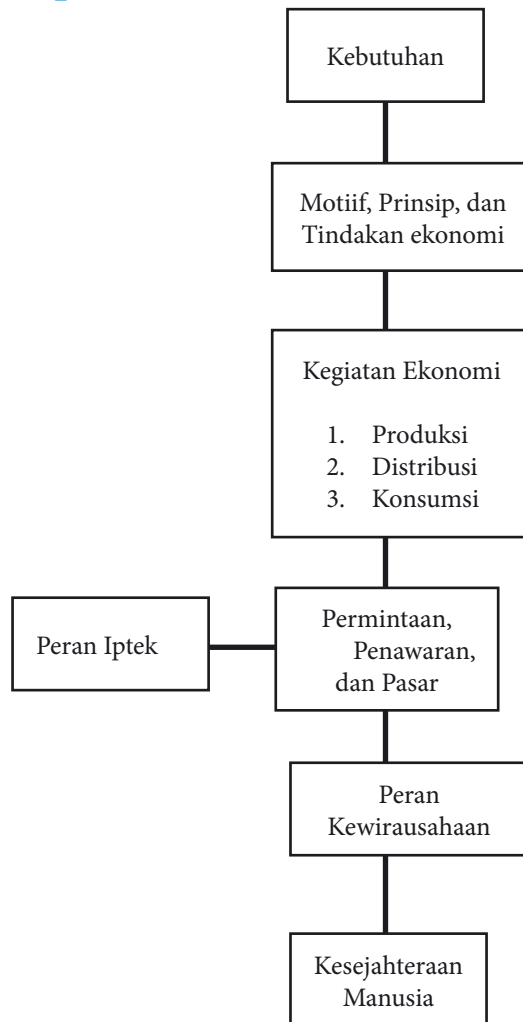 Kebutuhan
Motiif, Prinsip, dan
Tindakan ekonomi
Kegiatan Ekonomi
1. Produksi
2. Distribusi
3. Konsumsi
Peran Iptek
Permintaan,
Penawaran,
dan Pasar
Peran
Kewirausahaan
Kesejahteraan
Manusia